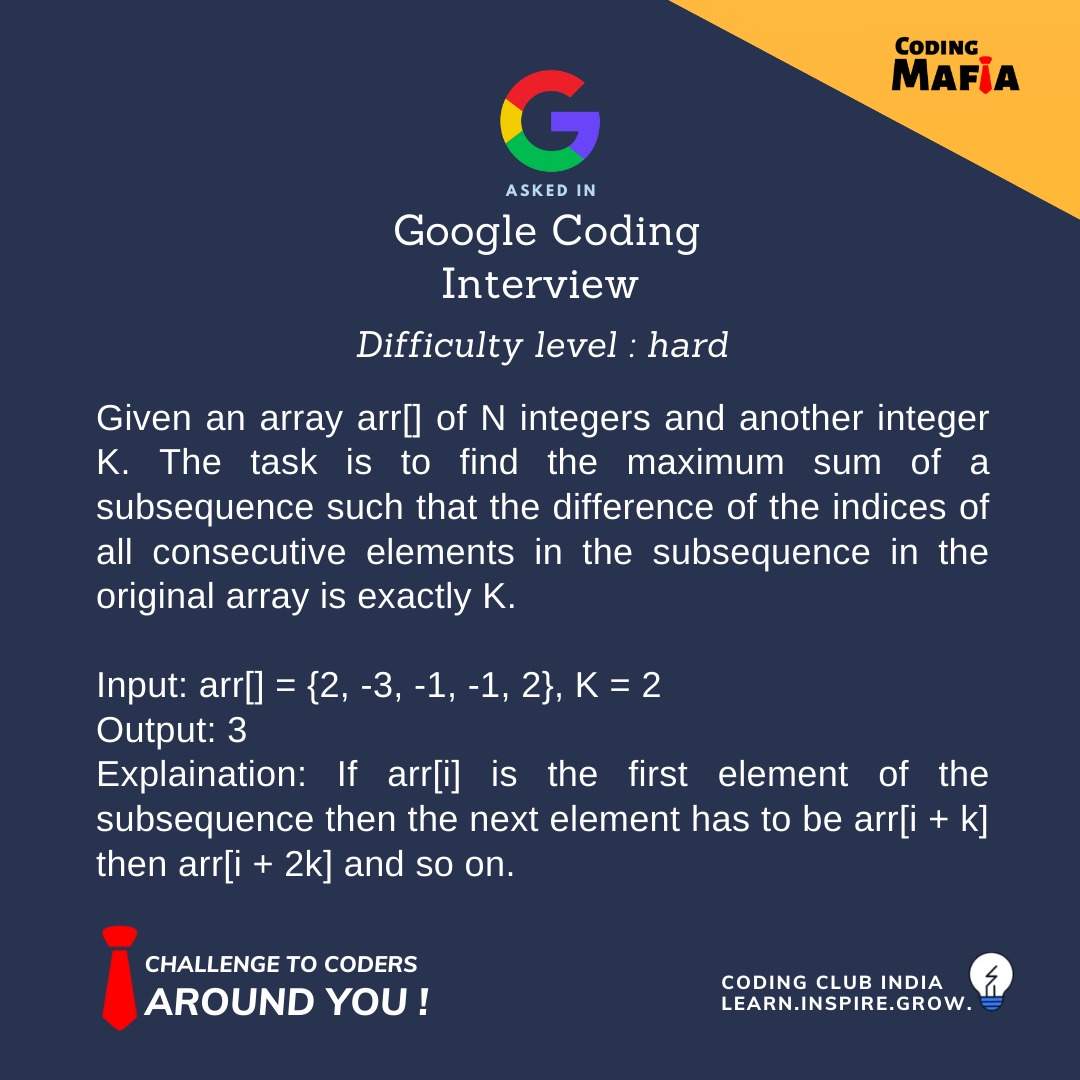 CODING
MAFIA
G
ASKED IN
Google Coding
Interview
Difficulty level : hard
Given an array arr[] of N integers and another integer
K. The task is to find the maximum sum of a
subsequence such that the difference of the indices of
all consecutive elements in the subsequence in the
original array is exactly K.
Input: arr[] = {2, -3, -1, -1, 2}, K = 2
Output: 3
Explaination: If arr[i] is the first element of the
subsequence then the next element has to be arr[i + k]
then arr[i + 2k] and so on.
CHALLENGE TO CODERS
AROUND YOU !
CODING CLUB INDIA
LEARN.INSPIRE.GROW.